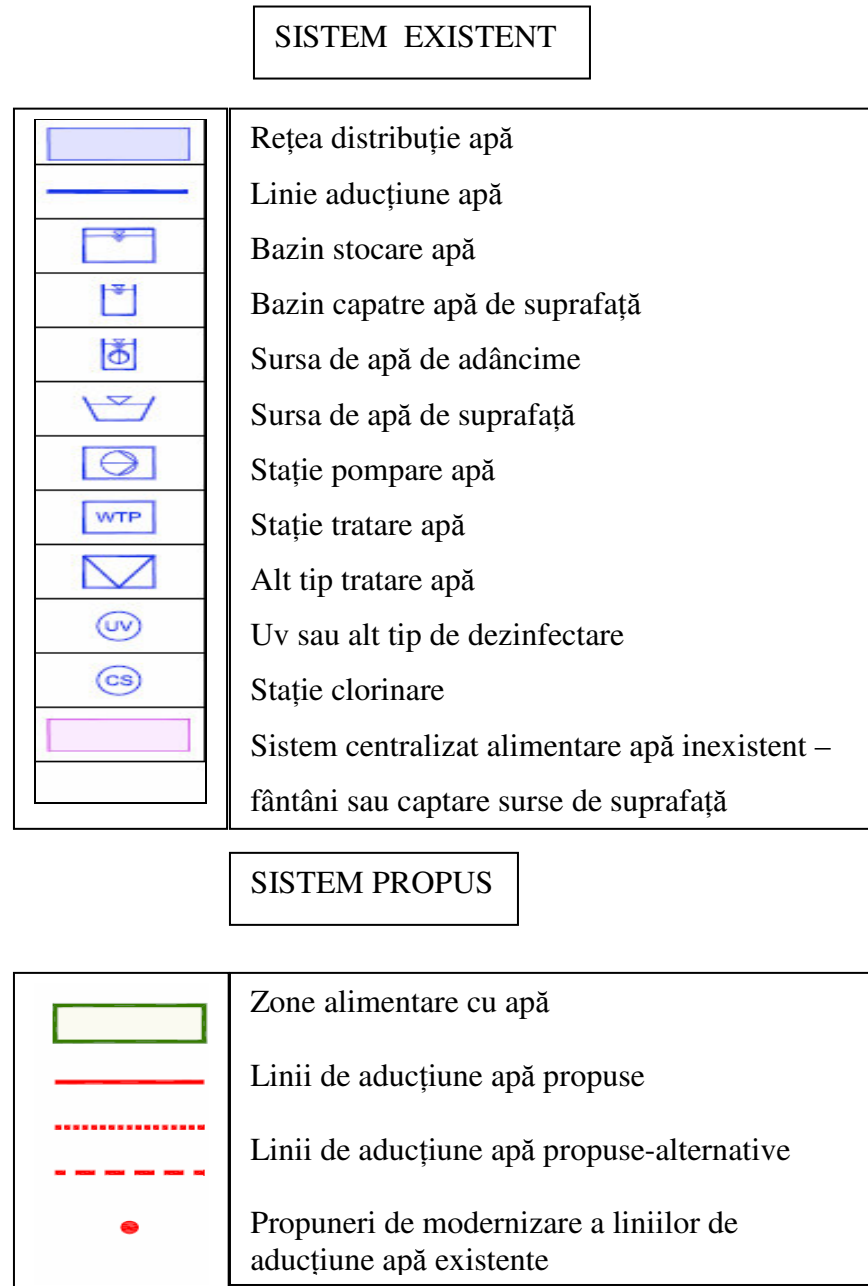 SISTEM EXISTENT
Rețea distribuție apă
Linie aducțiune apă
Bazin stocare apă
Bazin capatre apă de suprafață
Sursa de apă de adâncime
Sursa de apă de suprafață
Stație pompare apă
WTP Stație tratare apă
Alt tip tratare apă
UV Uv sau alt tip de dezinfectare
CS Stație clorinare
Sistem centralizat alimentare apă inexistent –
fântâni sau captare surse de suprafață
SISTEM PROPUS
Zone alimentare cu apă
Linii de aducțiune apă propuse
Linii de aducțiune apă propuse-alternative
Propuneri de modernizare a liniilor de
aducțiune apă existente